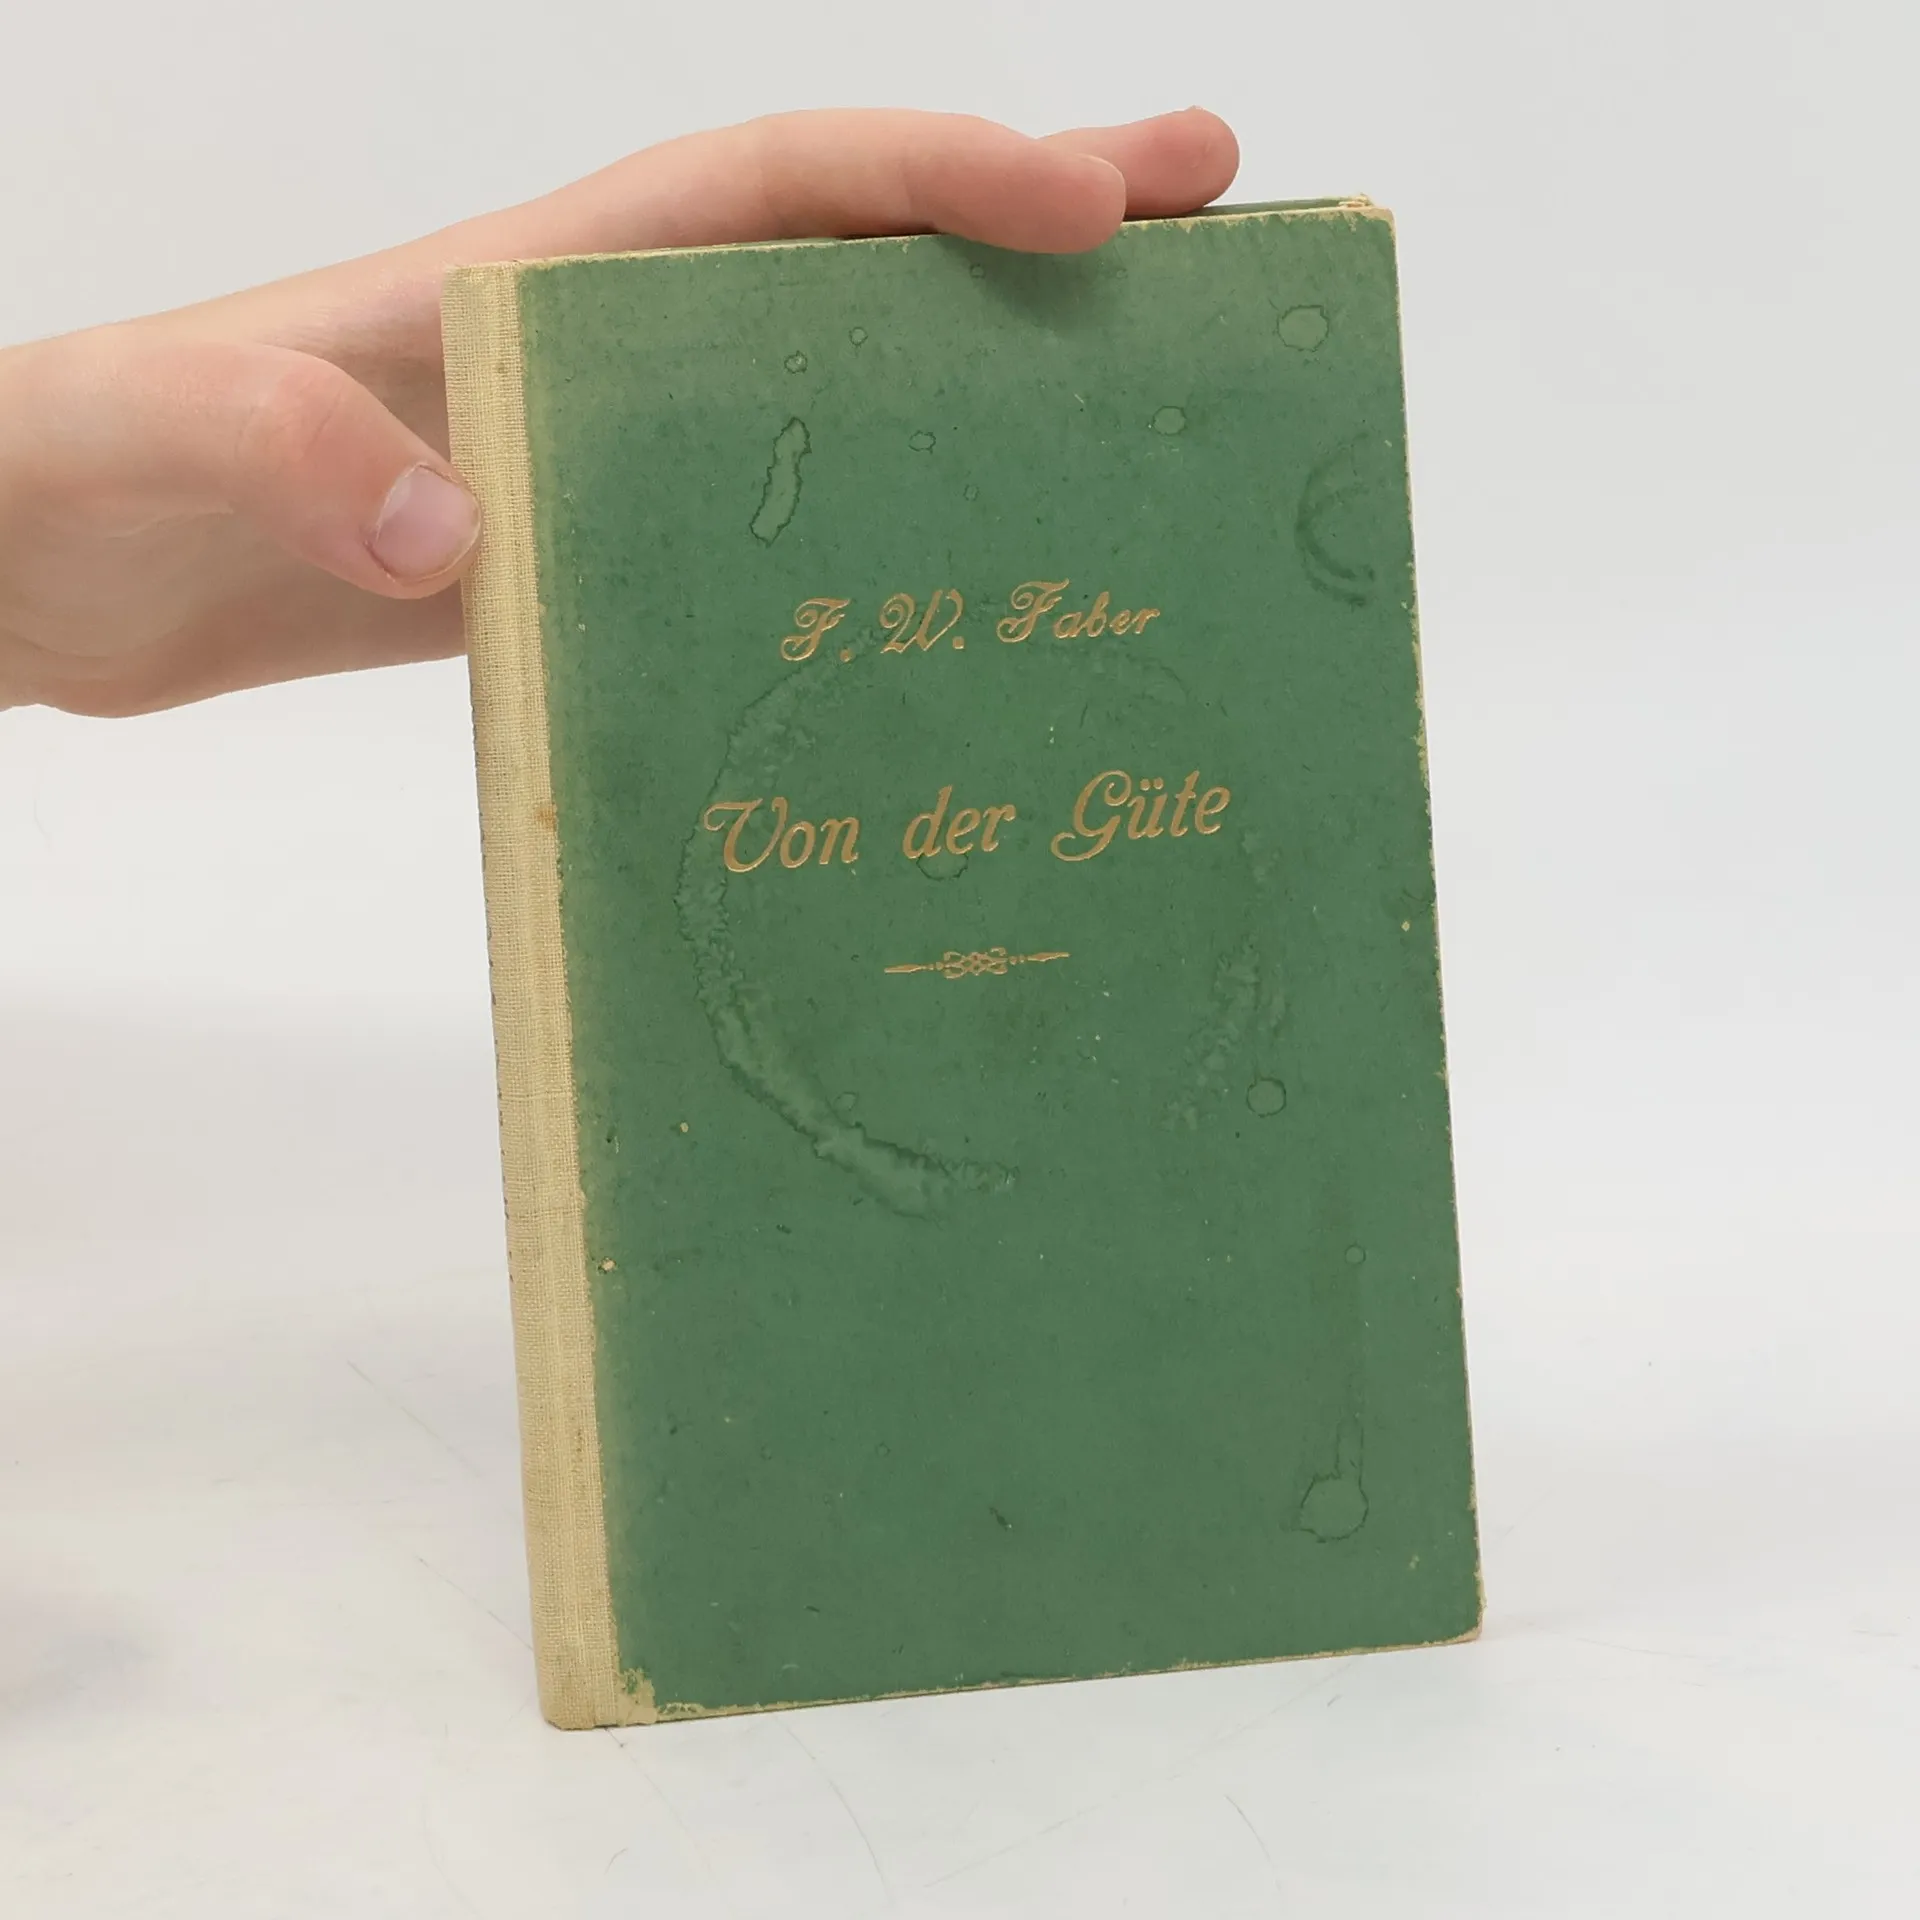 F. W. Faber
Von der Güte